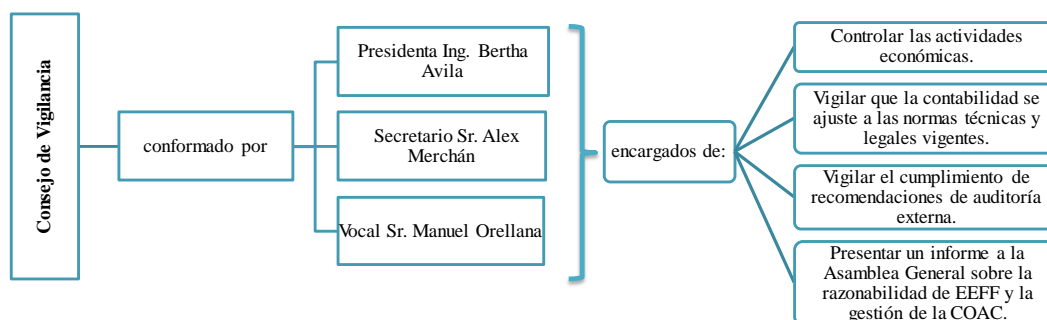 Consejo de Vigilancia
conformado por
Presidenta Ing. Bertha
Avila
Secretario Sr. Alex
Merchán
Vocal Sr. Manuel Orellana
encargados de:
Controlar las actividades
económicas.
Vigilar que la contabilidad se
ajuste a las normas técnicas y
legales vigentes.
Vigilar el cumplimiento de
recomendaciones de auditoría
externa.
Presentar un informe a la
Asamblea General sobre la
razonabilidad de EEFF y la
gestión de la COAC.